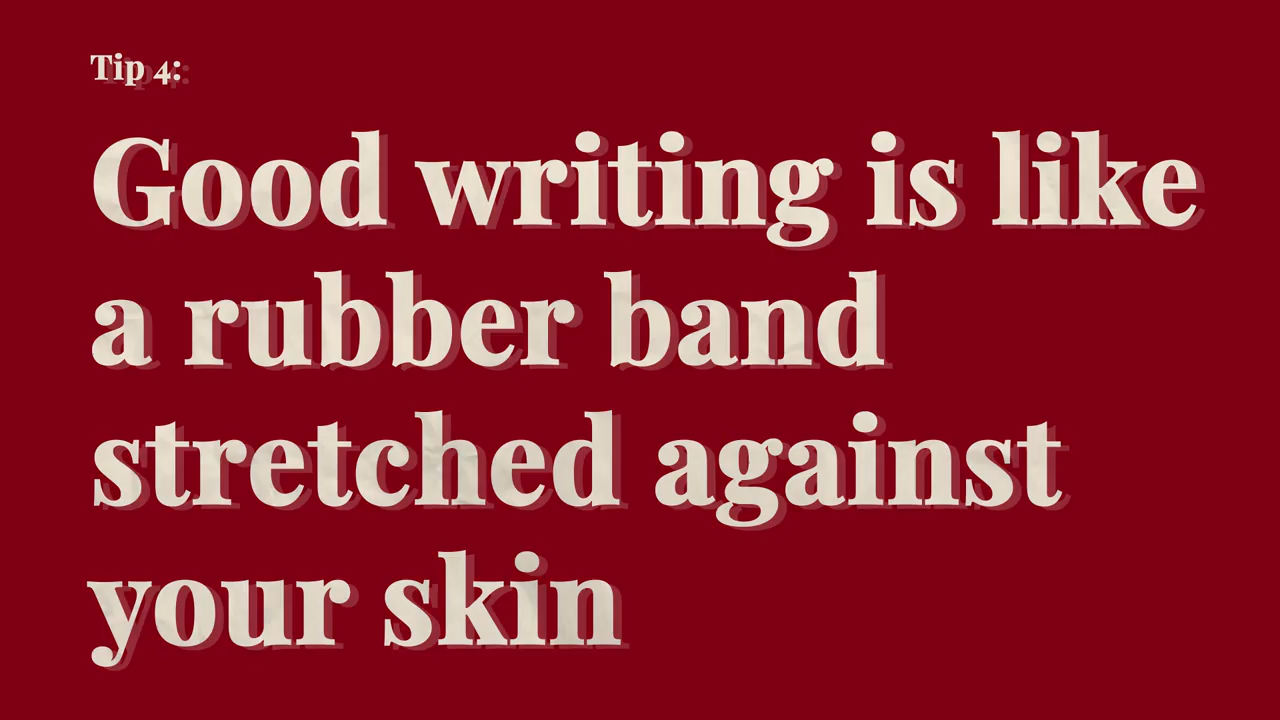 Tip 4:
Good writing is like
a rubber band
stretched against
your skin